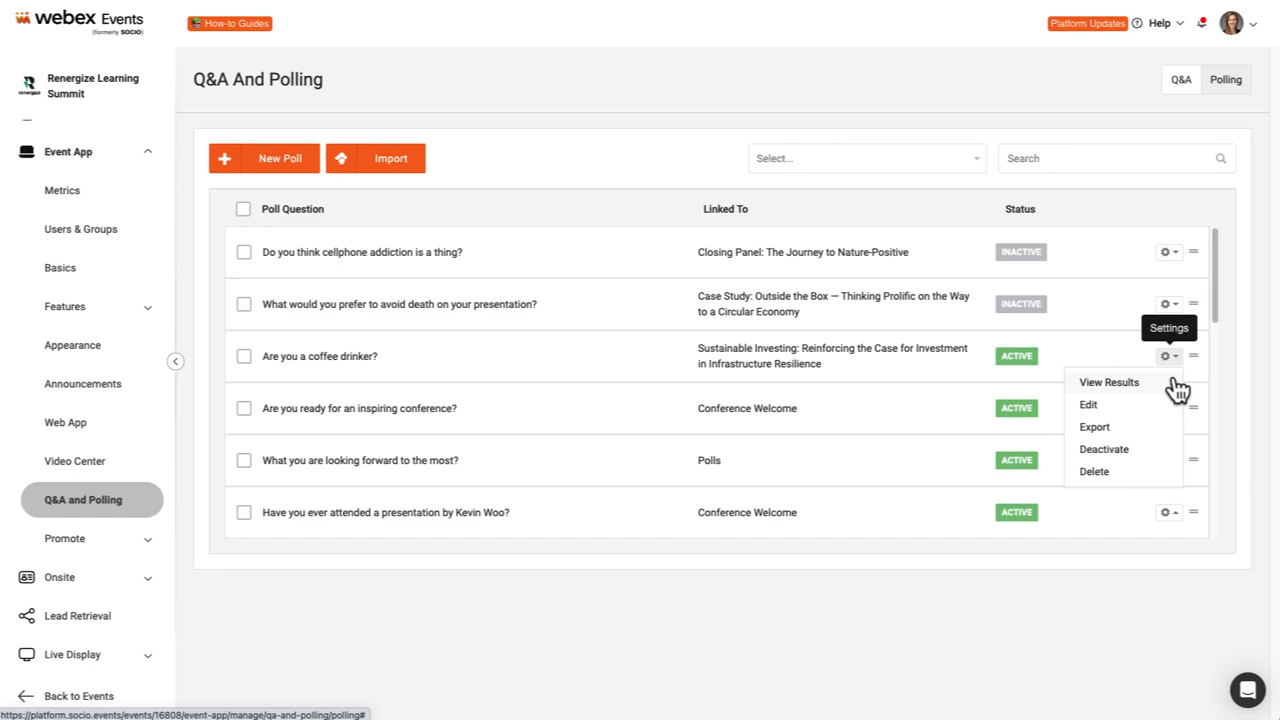 webex Events
(formerly SOCIO)
How-to Guides
Platform Updates
Help
Renergize Learning
Summit
Renergize
Event App
Metrics
Users & Groups
Basics
Features
Appearance
Announcements
Web App
Video Center
Q&A and Polling
Promote
Onsite
Lead Retrieval
Live Display
Back to Events
Q&A And Polling
Q&A
Polling
New Poll
Import
Select...
Search
Poll Question
Linked To
Status
Do you think cellphone addiction is a thing?
Closing Panel: The Journey to Nature-Positive
INACTIVE
What would you prefer to avoid death on your presentation?
Case Study: Outside the Box — Thinking Prolific on the Way
to a Circular Economy
INACTIVE
Settings
Are you a coffee drinker?
Sustainable Investing: Reinforcing the Case for Investment
in Infrastructure Resilience
ACTIVE
View Results
Edit
Export
Deactivate
Delete
Are you ready for an inspiring conference?
Conference Welcome
ACTIVE
What you are looking forward to the most?
Polls
ACTIVE
Have you ever attended a presentation by Kevin Woo?
Conference Welcome
ACTIVE
https://platform.socio.events/events/16808/event-app/manage/qa-and-polling/polling#